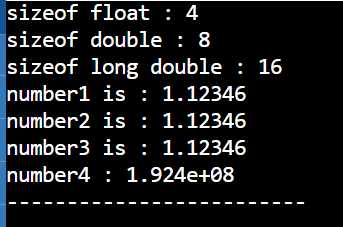 sizeof float : 4
sizeof double : 8
sizeof long double : 16
number1 is : 1.12346
number2 is : 1.12346
number3 is : 1.12346
number4 : 1.924e+08
--------------------------